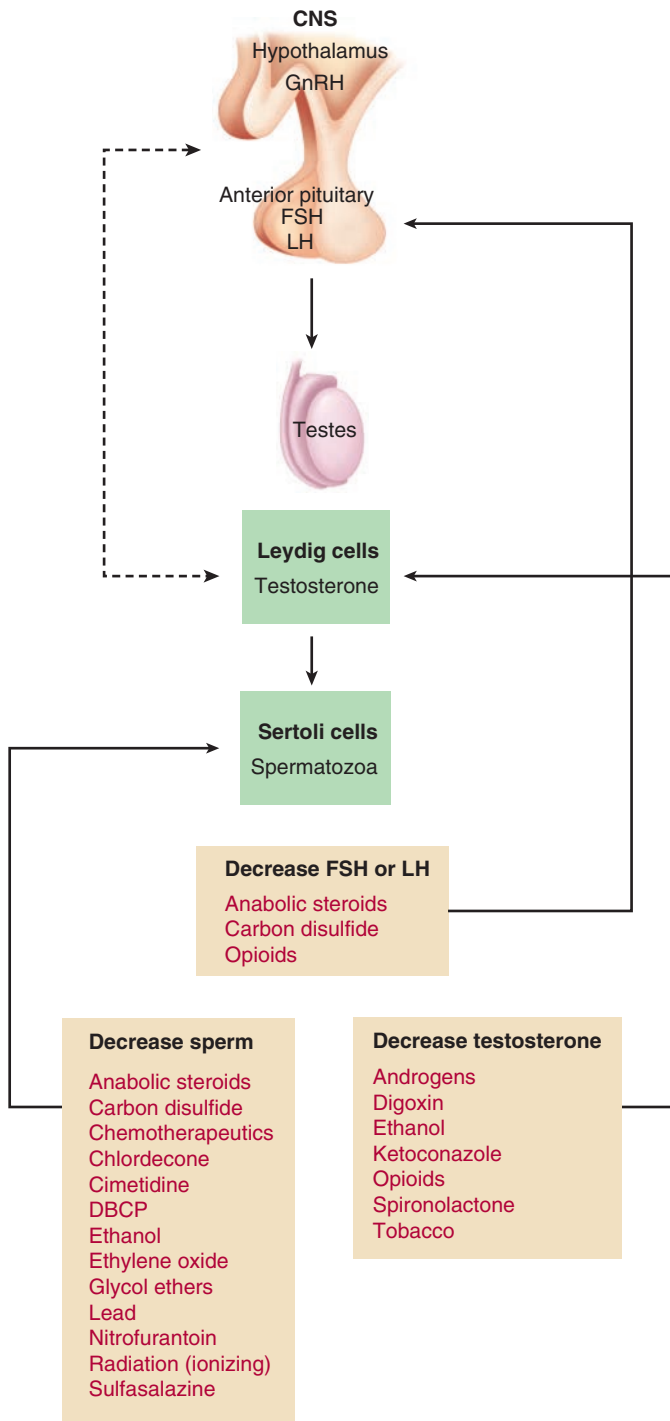 CNS
Hypothalamus
GnRH
Anterior pituitary
FSH
LH
Testes
Leydig cells
Testosterone
Sertoli cells
Spermatozoa
Decrease FSH or LH
Anabolic steroids
Carbon disulfide
Opioids
Decrease sperm
Anabolic steroids
Carbon disulfide
Chemotherapeutics
Chlordecone
Cimetidine
DBCP
Ethanol
Ethylene oxide
Glycol ethers
Lead
Nitrofurantoin
Radiation (ionizing)
Sulfasalazine
Decrease testosterone
Androgens
Digoxin
Ethanol
Ketoconazole
Opioids
Spironolactone
Tobacco